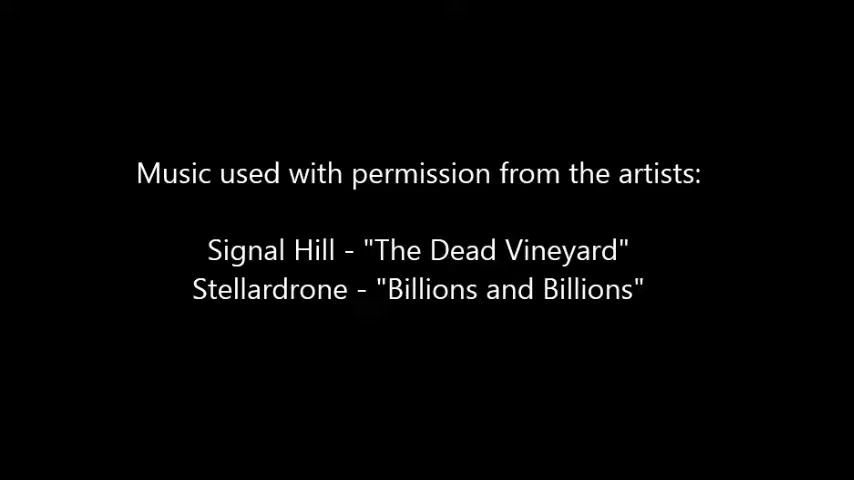 Music used with permission from the artists:
Signal Hill - "The Dead Vineyard"
Stellardrone - "Billions and Billions"